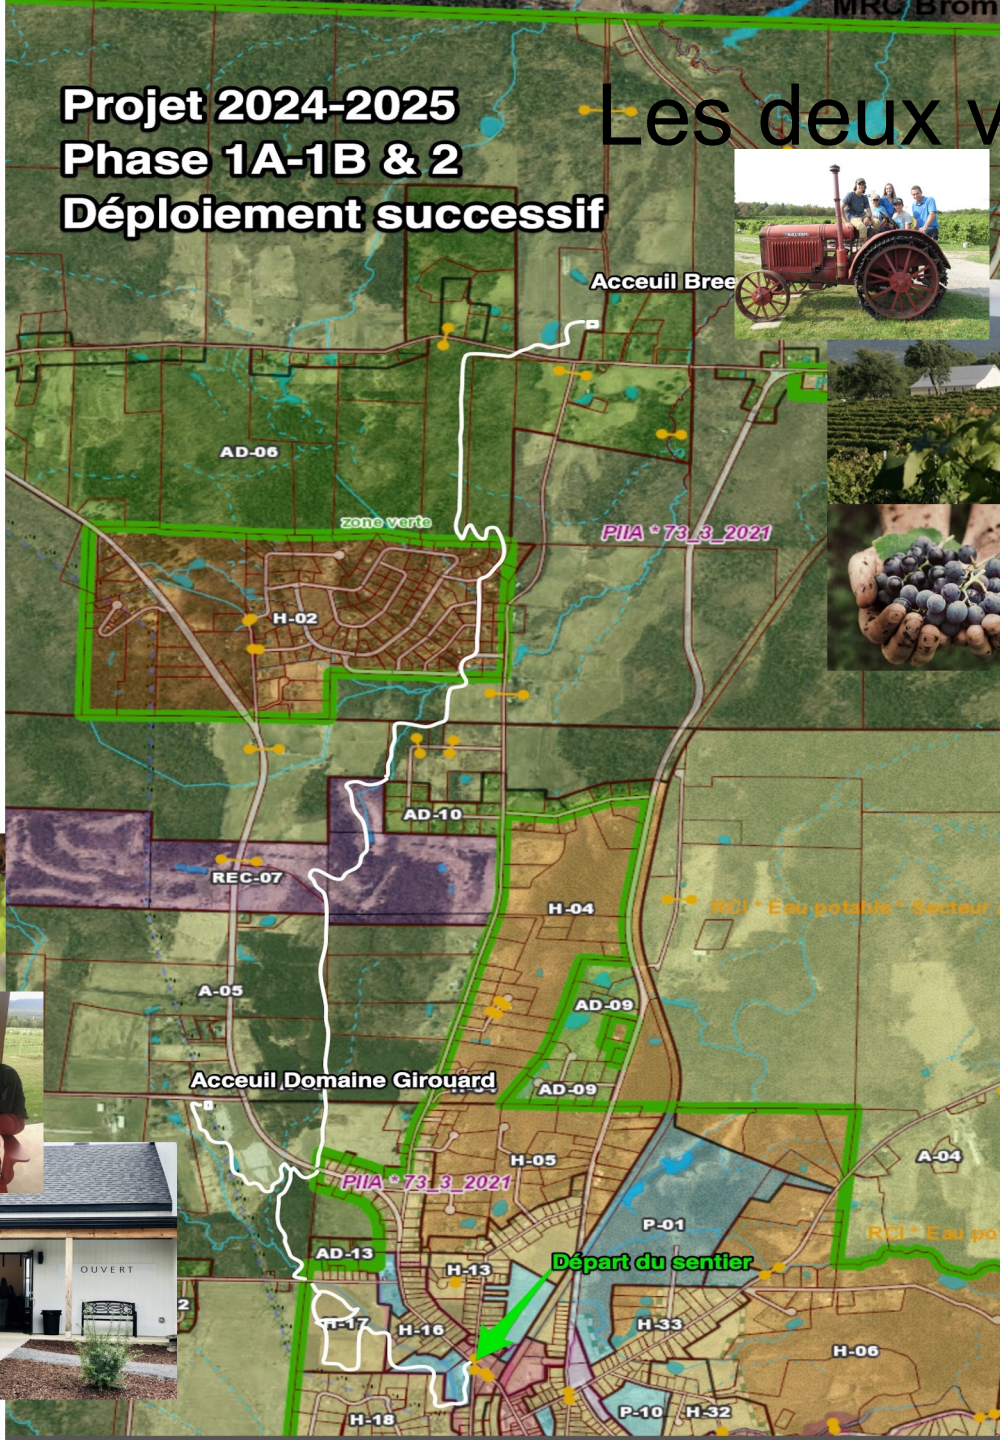 MRC Brom
Projet 2024-2025
Phase 1A-1B & 2
Déploiement successif
Les deux v
Acceuil Bree
AD-06
zone verte
PIIA * 73_3_2021
H-02
AD-10
REC-07
H-04
RCI * Eau potable * Secteur
A-05
AD-09
Acceuil Domaine Girouard
AD-09
H-05
A-04
PIIA * 73_3_2021
P-01
RCI * Eau po
AD-13
Départ du sentier
H-13
OUVERT
2
H-17
H-16
H-33
H-06
H-18
P-10
H-32